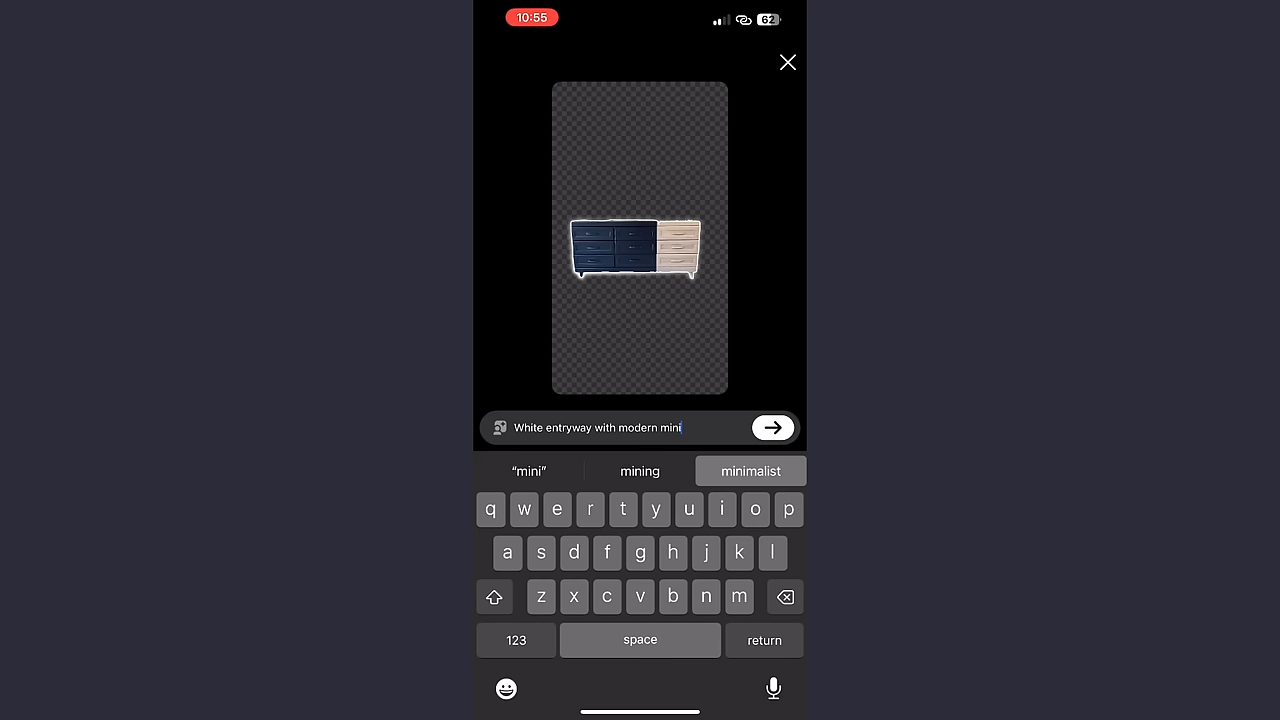 10:55
62
White entryway with modern mini
“mini”
mining
minimalist
q w e r t y u i o p
a s d f g h j k l
z x c v b n m
123
space
return